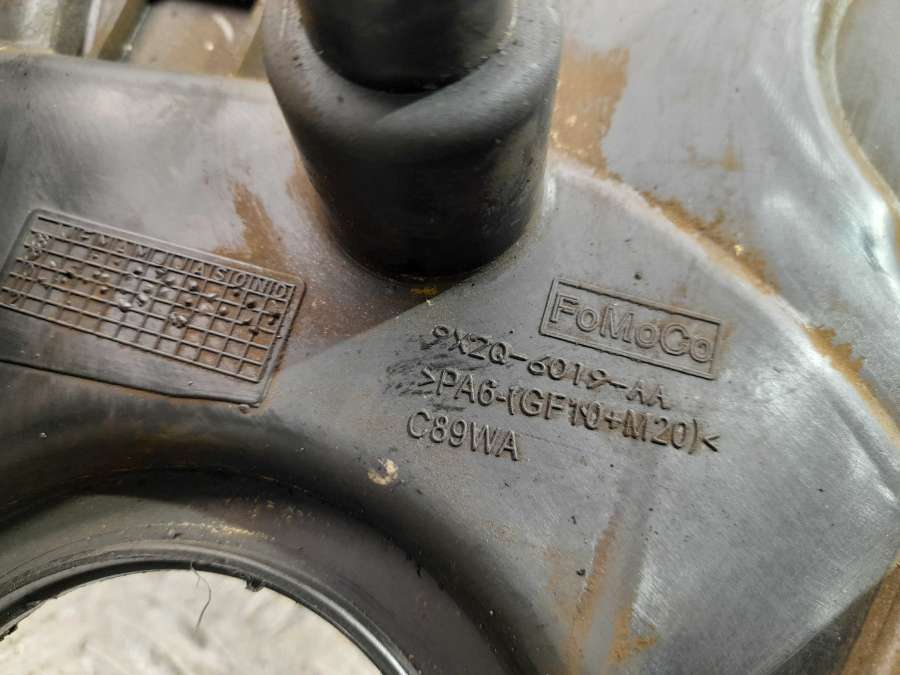 J F M A M J J A S O N D
FoMoCo
9X2Q-6019-AA
>PA6-(GF10+M20)<
C89WA